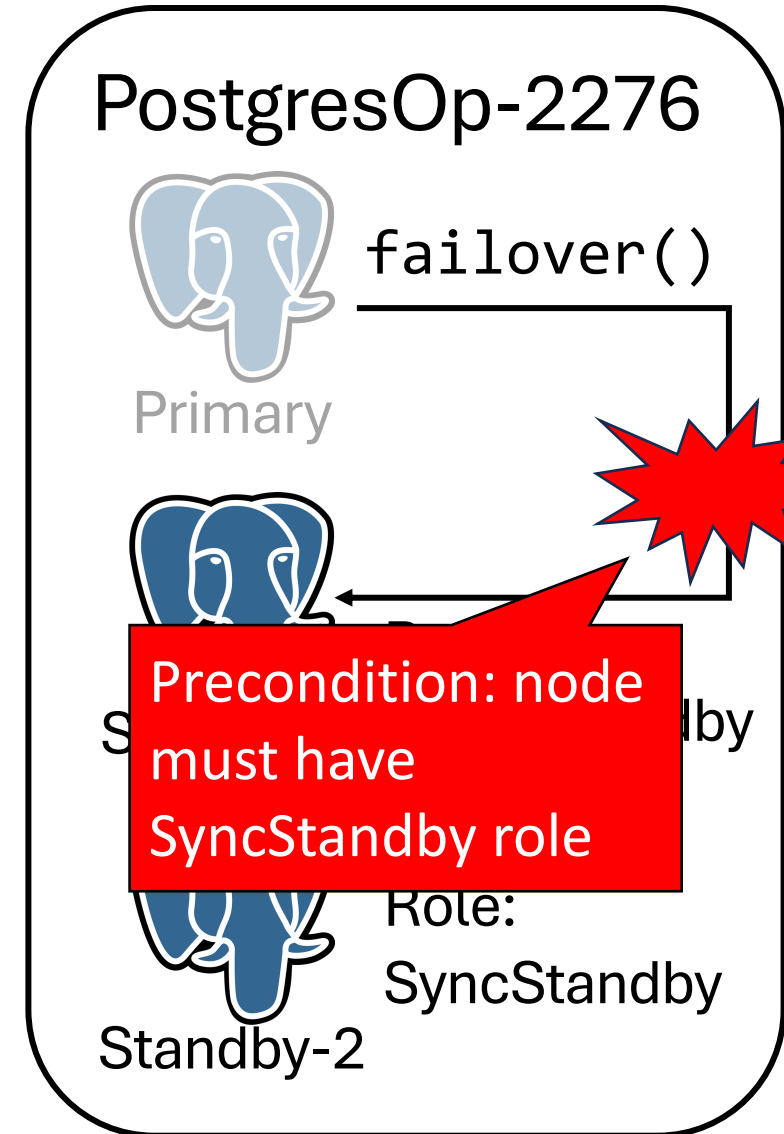 PostgresOp-2276
failover()
Primary
Precondition: node
must have
SyncStandby role
Role:
SyncStandby
Standby-2